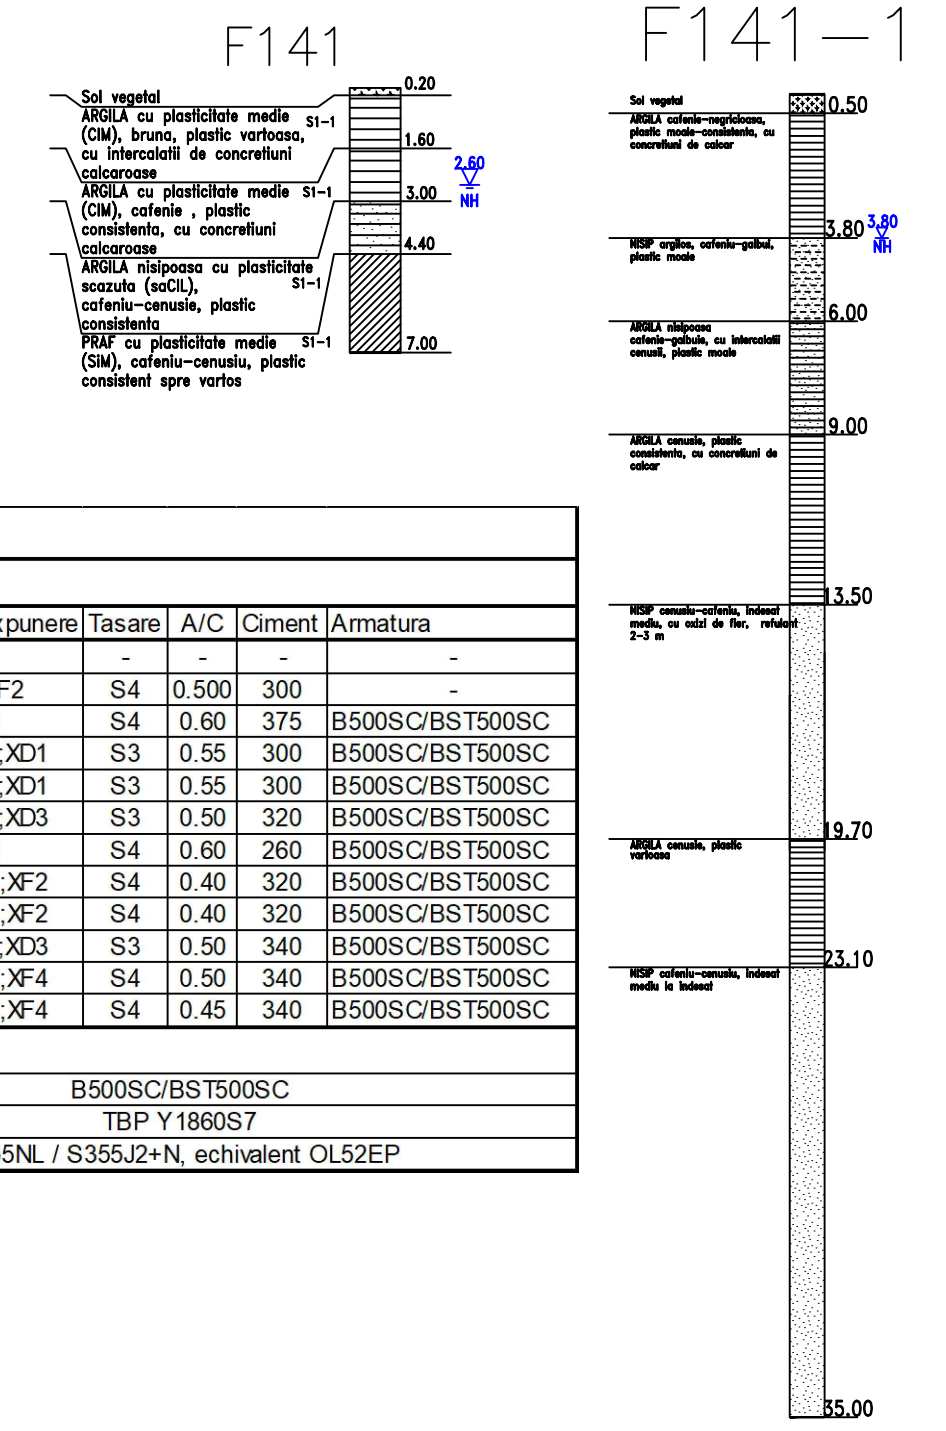 F141
0.20
Sol vegetal
ARGILA cu plasticitate medie
(CIM), bruna, plastic vartoasa,
cu intercalatii de concretiuni
calcaroase
S1-1
1.60
2.60
NH
ARGILA cu plasticitate medie
(CIM), cafenie , plastic
consistenta, cu concretiuni
calcaroase
S1-1
3.00
4.40
ARGILA nisipoasa cu plasticitate
scazuta (saCIL),
cafeniu-cenusie, plastic
consistenta
S1-1
PRAF cu plasticitate medie
(SiM), cafeniu-cenusiu, plastic
consistent spre vartos
S1-1
7.00
F141-1
Sol vegetal
0.50
ARGILA cafenie-negricioasa,
plastic moale-consistenta, cu
concretiuni de calcar
3.80
3.80
NH
NISIP argilos, cafeniu-galbui,
plastic moale
6.00
ARGILA nisipoasa
cafenie-galbuie, cu intercalatii
cenusii, plastic moale
9.00
ARGILA cenusie, plastic
consistenta, cu concretiuni de
calcar
13.50
NISIP cenusiu-cafeniu, indesat
mediu, cu oxizi de fier, refulant
2-3 m
19.70
ARGILA cenusie, plastic
vartoasa
23.10
NISIP cafeniu-cenusiu, indesat
mediu la indesat
35.00
xpunere Tasare A/C Ciment Armatura
- - - -
F2 S4 0.500 300 -
S4 0.60 375 B500SC/BST500SC
;XD1 S3 0.55 300 B500SC/BST500SC
;XD1 S3 0.55 300 B500SC/BST500SC
;XD3 S3 0.50 320 B500SC/BST500SC
S4 0.60 260 B500SC/BST500SC
;XF2 S4 0.40 320 B500SC/BST500SC
;XF2 S4 0.40 320 B500SC/BST500SC
;XD3 S3 0.50 340 B500SC/BST500SC
;XF4 S4 0.50 340 B500SC/BST500SC
;XF4 S4 0.45 340 B500SC/BST500SC
B500SC/BST500SC
TBP Y1860S7
5NL / S355J2+N, echivalent OL52EP